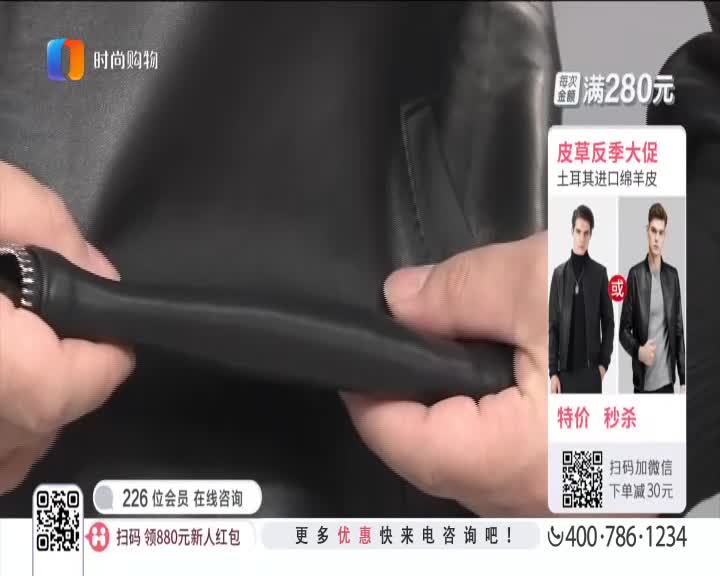 时尚购物
每次金额 满280元
皮草反季大促
土耳其进口绵羊皮
或
特价 秒杀
扫码加微信
下单减30元
226 位会员 在线咨询
扫码 领880元新人红包
更多优惠快来电咨询吧！
400-786-1234